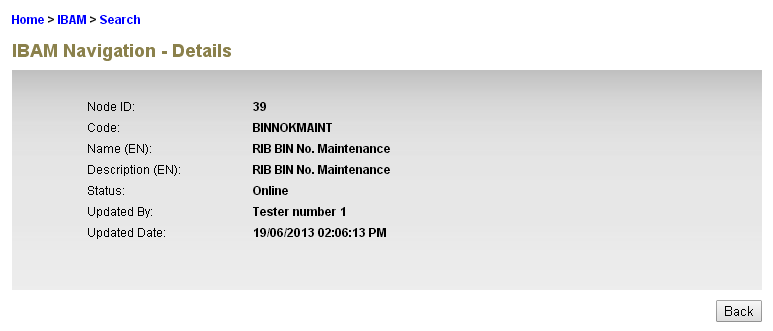 Home > IBAM > Search
IBAM Navigation - Details
Node ID: 39
Code: BINNOKMAINT
Name (EN): RIB BIN No. Maintenance
Description (EN): RIB BIN No. Maintenance
Status: Online
Updated By: Tester number 1
Updated Date: 19/06/2013 02:06:13 PM
Back